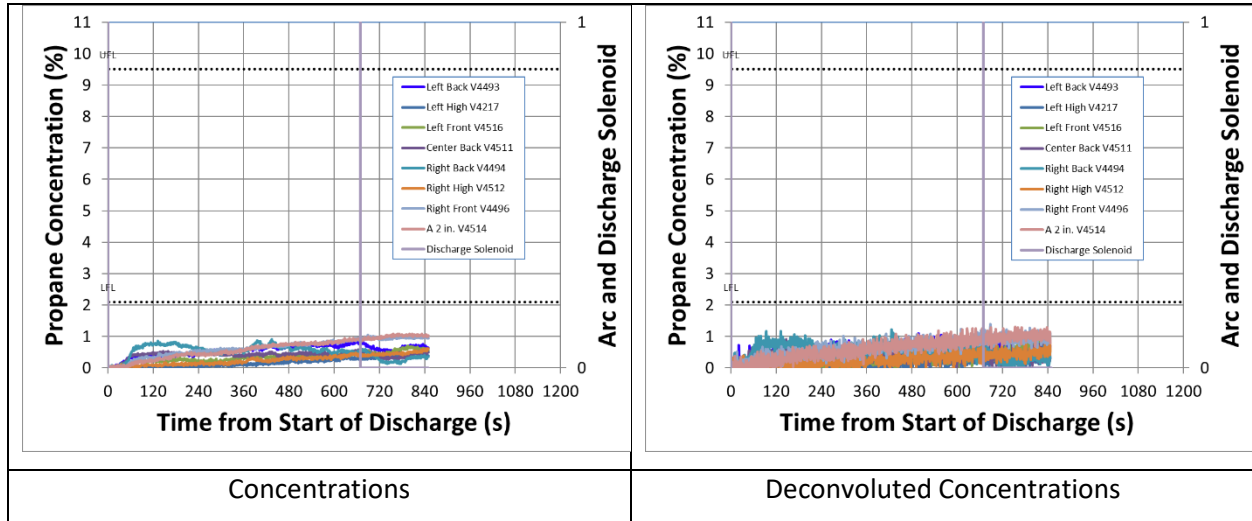 Propane Concentration (%)
11
10
9
8
7
6
5
4
3
2
1
0
UFL
LFL
Left Back V4493
Left High V4217
Left Front V4516
Center Back V4511
Right Back V4494
Right High V4512
Right Front V4496
A 2 in. V4514
Discharge Solenoid
1
0
Arc and Discharge Solenoid
0 120 240 360 480 600 720 840 960 1080 1200
Time from Start of Discharge (s)
Concentrations
Propane Concentration (%)
11
10
9
8
7
6
5
4
3
2
1
0
UFL
LFL
Left Back V4493
Left High V4217
Left Front V4516
Center Back V4511
Right Back V4494
Right High V4512
Right Front V4496
A 2 in. V4514
Discharge Solenoid
1
0
Arc and Discharge Solenoid
0 120 240 360 480 600 720 840 960 1080 1200
Time from Start of Discharge (s)
Deconvoluted Concentrations